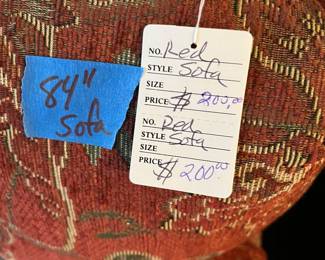 84"
Sofa
NO. Red
STYLE Sofa
SIZE
PRICE $ 200.00
NO. Red
STYLE Sofa
SIZE
PRICE $ 200.00